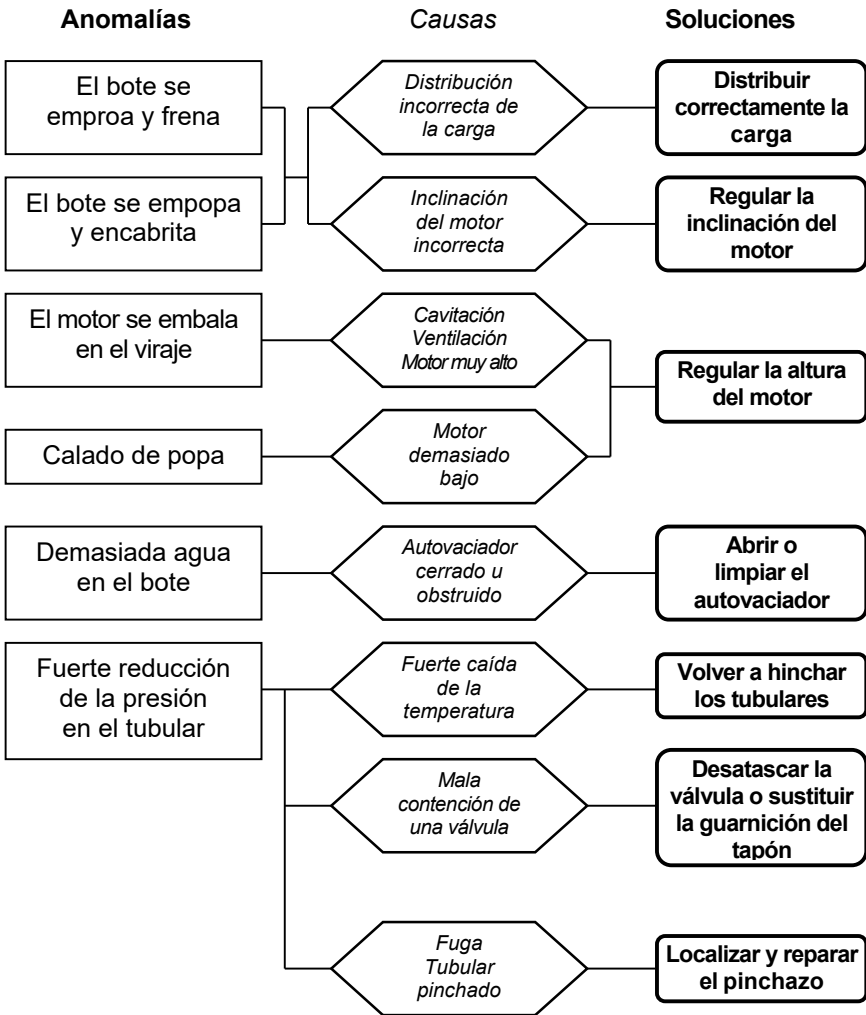 Anomalías Causas Soluciones
El bote se
emproa y frena
Distribución
incorrecta de
la carga
Distribuir
correctamente la
carga
El bote se empopa
y encabrita
Inclinación
del motor
incorrecta
Regular la
inclinación del
motor
El motor se embala
en el viraje
Cavitación
Ventilación
Motor muy alto
Regular la altura
del motor
Calado de popa
Motor
demasiado
bajo
Demasiada agua
en el bote
Autovaciador
cerrado u
obstruido
Abrir o
limpiar el
autovaciador
Fuerte reducción
de la presión
en el tubular
Fuerte caída
de la
temperatura
Volver a hinchar
los tubulares
Mala
contención de
una válvula
Desatascar la
válvula o sustituir
la guarnición del
tapón
Fuga
Tubular
pinchado
Localizar y reparar
el pinchazo